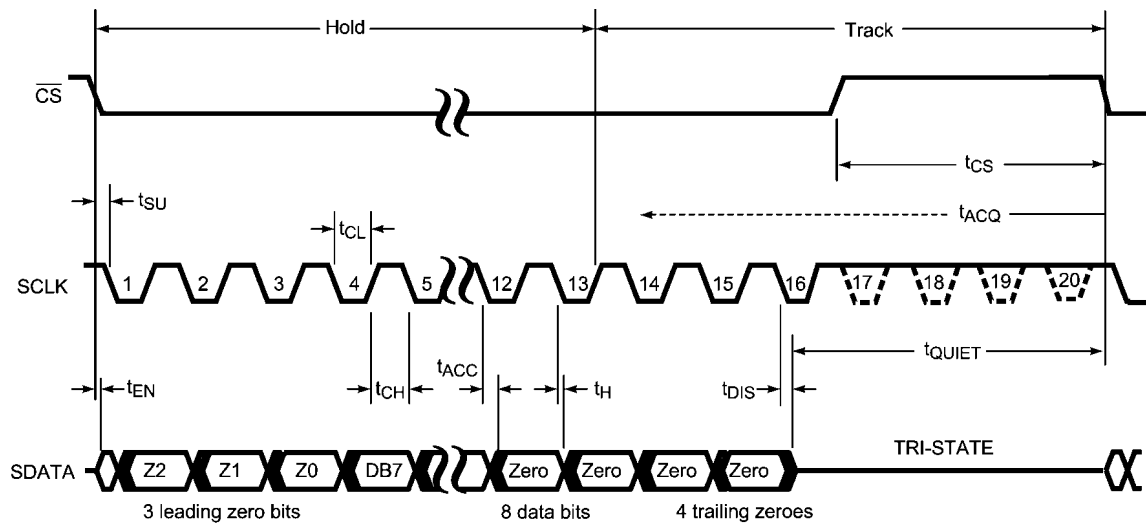 Hold Track
CS
tCS
tSU
tACQ
tCL
SCLK 1 2 3 4 5 12 13 14 15 16 17 18 19 20
tQUIET
tACC
tEN tCH tH tDIS
TRI-STATE
SDATA Z2 Z1 Z0 DB7 Zero Zero Zero Zero
3 leading zero bits 8 data bits 4 trailing zeroes